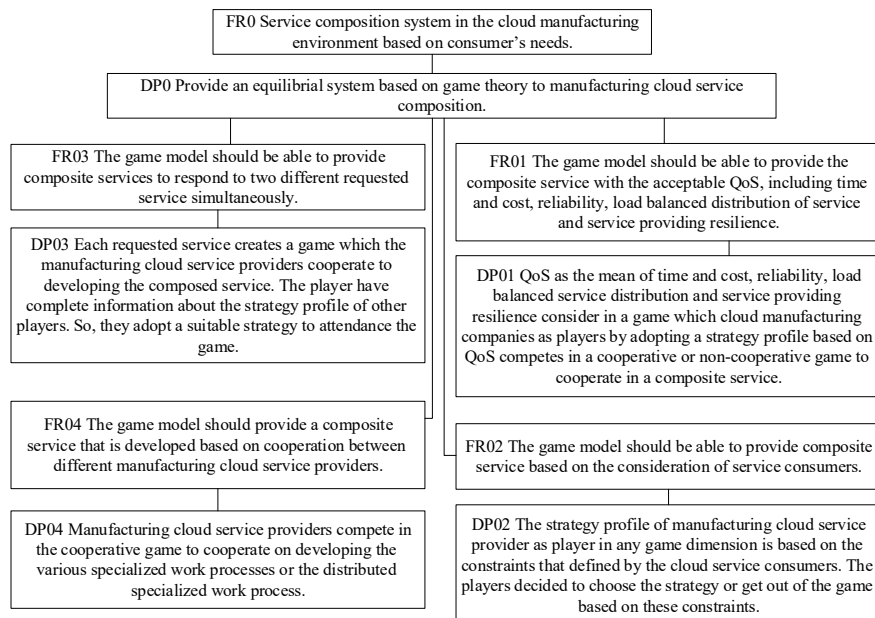 FR0 Service composition system in the cloud manufacturing
environment based on consumer's needs.
DP0 Provide an equilibrial system based on game theory to manufacturing cloud service
composition.
FR03 The game model should be able to provide
composite services to respond to two different requested
service simultaneously.
DP03 Each requested service creates a game which the
manufacturing cloud service providers cooperate to
developing the composed service. The player have
complete information about the strategy profile of other
players. So, they adopt a suitable strategy to attendance the
game.
FR04 The game model should provide a composite
service that is developed based on cooperation between
different manufacturing cloud service providers.
DP04 Manufacturing cloud service providers compete in
the cooperative game to cooperate on developing the
various specialized work processes or the distributed
specialized work process.
FR01 The game model should be able to provide the
composite service with the acceptable QoS, including time
and cost, reliability, load balanced distribution of service
and service providing resilience.
DP01 QoS as the mean of time and cost, reliability, load
balanced service distribution and service providing
resilience consider in a game which cloud manufacturing
companies as players by adopting a strategy profile based on
QoS competes in a cooperative or non-cooperative game to
cooperate in a composite service.
FR02 The game model should be able to provide composite
service based on the consideration of service consumers.
DP02 The strategy profile of manufacturing cloud service
provider as player in any game dimension is based on the
constraints that defined by the cloud service consumers. The
players decided to choose the strategy or get out of the game
based on these constraints.